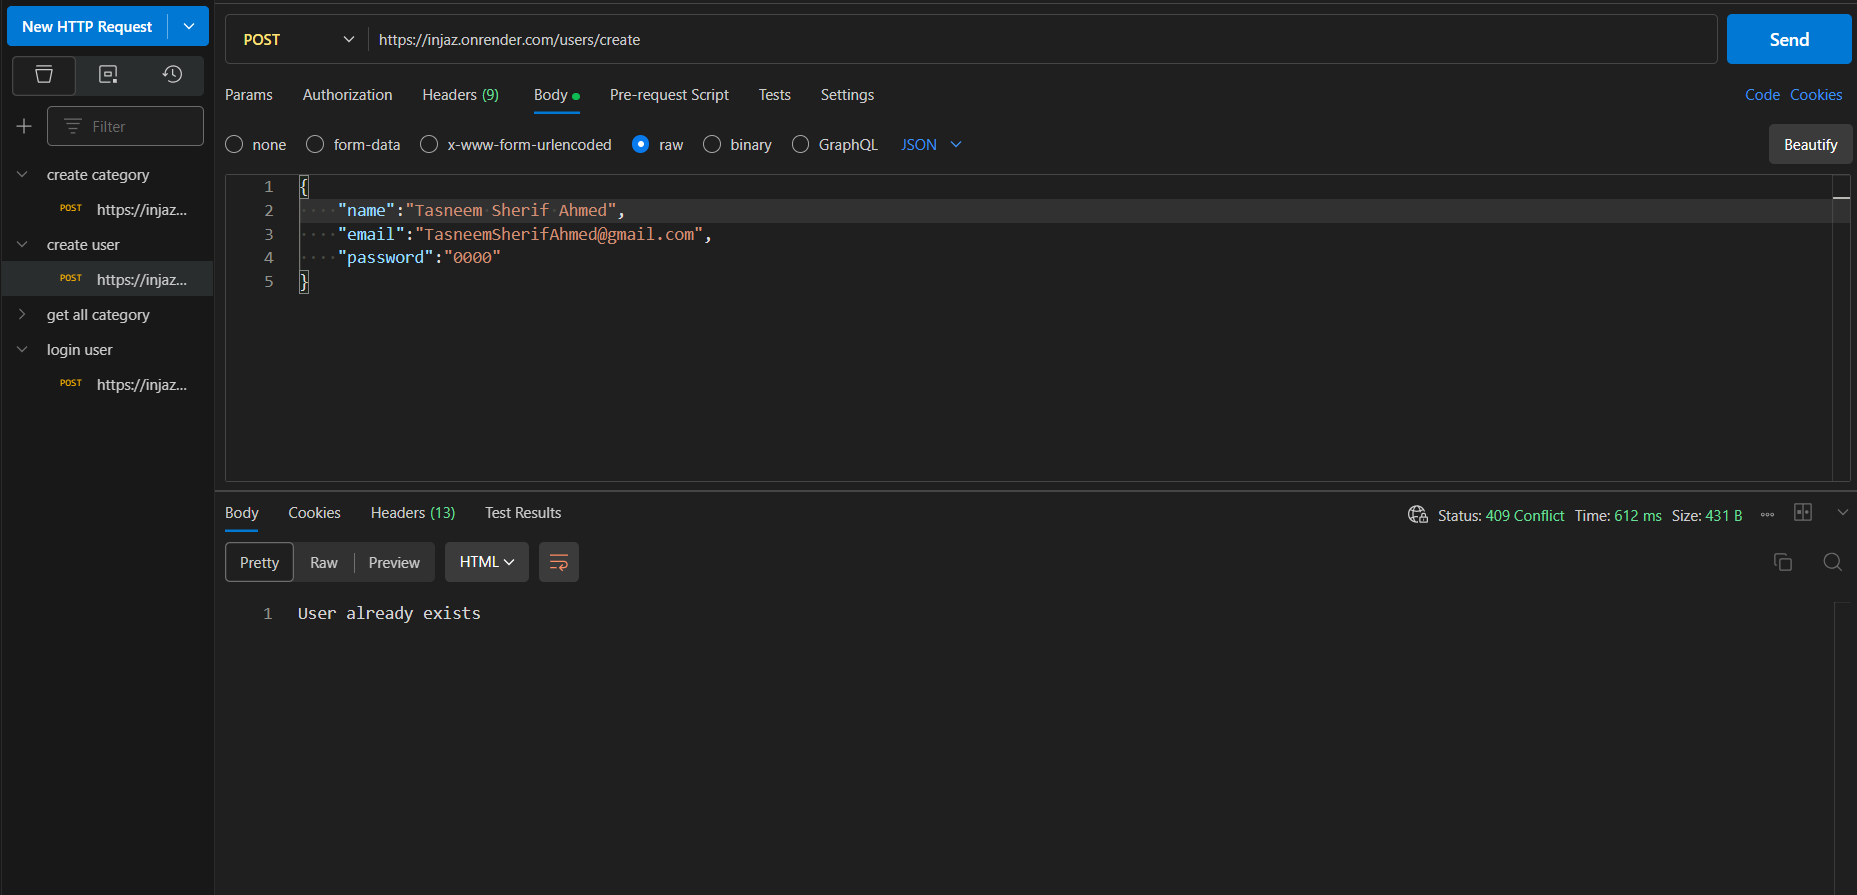 New HTTP Request
POST
https://injaz.onrender.com/users/create
Send
Params Authorization Headers (9) Body Pre-request Script Tests Settings
Code Cookies
Filter
none form-data x-www-form-urlencoded raw binary GraphQL JSON
Beautify
create category
POST https://injaz...
create user
POST https://injaz...
get all category
login user
POST https://injaz...
1 {
2 "name":"Tasneem Sherif Ahmed",
3 "email":"TasneemSherifAhmed@gmail.com",
4 "password":"0000"
5 }
Body Cookies Headers (13) Test Results
Status: 409 Conflict Time: 612 ms Size: 431 B
Pretty Raw Preview HTML
1 User already exists